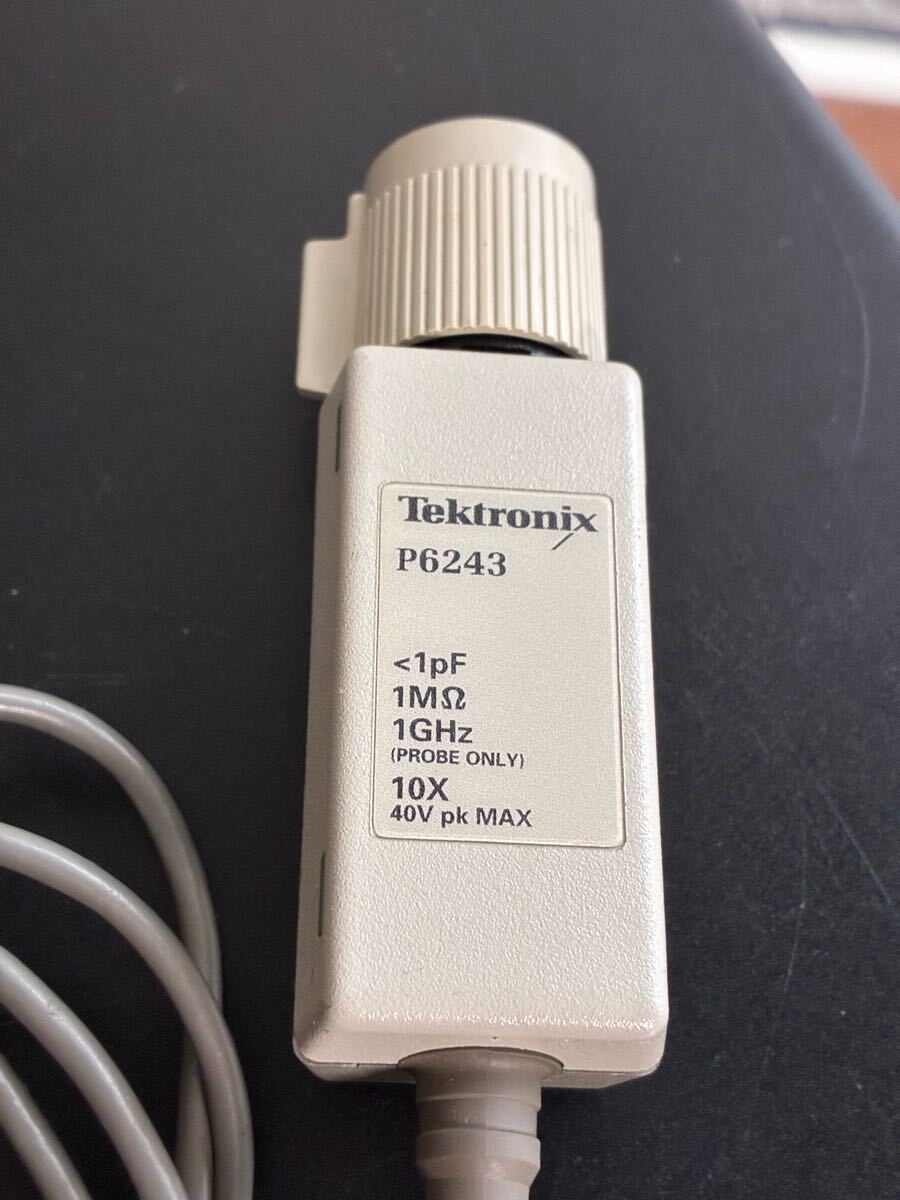 Tektronix
P6243
<1pF
1MΩ
1GHz
(PROBE ONLY)
10X
40V pk MAX